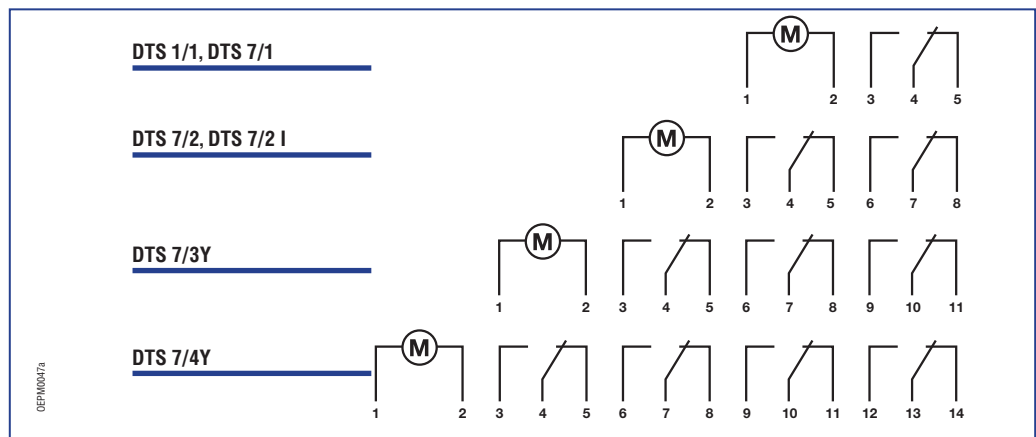 DTS 1/1, DTS 7/1
M
1 2 3 4 5
DTS 7/2, DTS 7/2 I
M
1 2 3 4 5 6 7 8
DTS 7/3Y
M
1 2 3 4 5 6 7 8 9 10 11
DTS 7/4Y
M
1 2 3 4 5 6 7 8 9 10 11 12 13 14
OEPM0047a